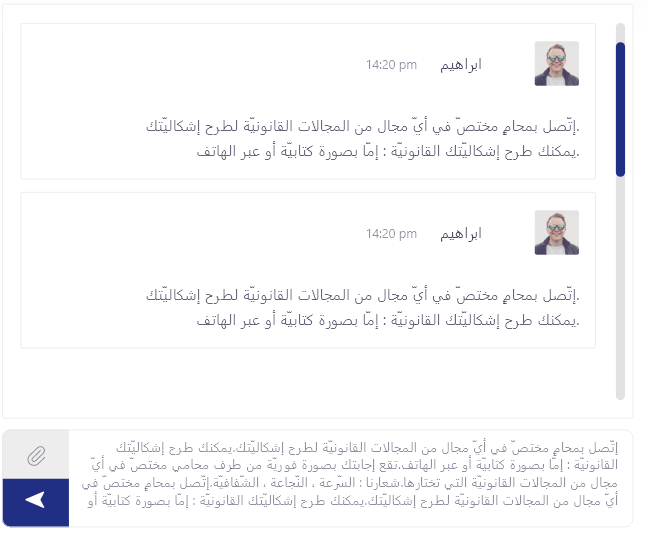 ابراهيم 14:20 pm
.إتّصل بمحامٍ مختصّ في أيّ مجال من المجالات القانونيّة لطرح إشكاليّتك
.يمكنك طرح إشكاليّتك القانونيّة : إمّا بصورة كتابيّة أو عبر الهاتف
ابراهيم 14:20 pm
.إتّصل بمحامٍ مختصّ في أيّ مجال من المجالات القانونيّة لطرح إشكاليّتك
.يمكنك طرح إشكاليّتك القانونيّة : إمّا بصورة كتابيّة أو عبر الهاتف
إتّصل بمحامٍ مختصّ في أيّ مجال من المجالات القانونيّة لطرح إشكاليّتك.يمكنك طرح إشكاليّتك
القانونيّة : إمّا بصورة كتابيّة أو عبر الهاتف.تقع إجابتك بصورة فوريّة من طرف محامي مختصّ في أيّ
مجال من المجالات القانونيّة التي تختارها.شعارنا : السّرعة ، النّجاعة ، الشّفافيّة.إتّصل بمحامٍ مختصّ في
أيّ مجال من المجالات القانونيّة لطرح إشكاليّتك.يمكنك طرح إشكاليّتك القانونيّة : إمّا بصورة كتابيّة أو